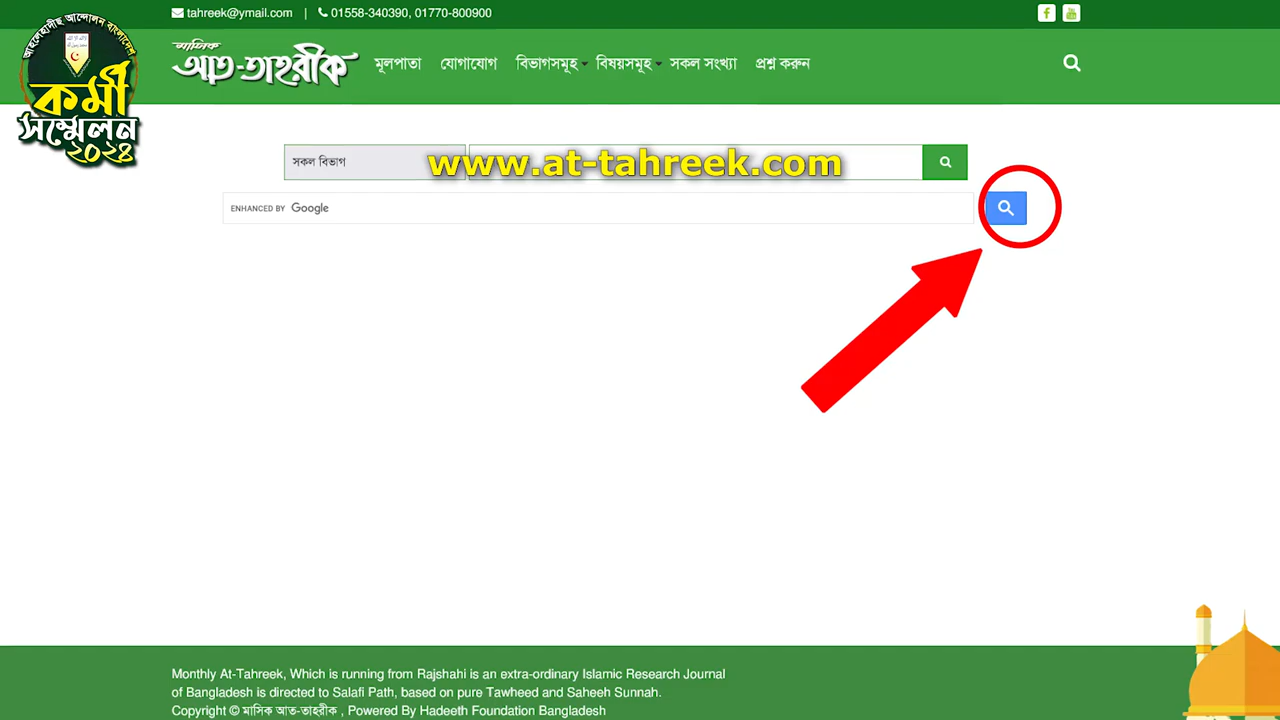 tahreek@ymail.com | 01558-340390, 01770-800900
আহলেহাদীছ আন্দোলন বাংলাদেশ
কর্মী
সম্মেলন
২০২৪
মাসিক
আত-তাহরীক
মূলপাতা যোগাযোগ বিভাগসমূহ বিষয়সমূহ সকল সংখ্যা প্রশ্ন করুন
সকল বিভাগ
www.at-tahreek.com
ENHANCED BY Google
Monthly At-Tahreek, Which is running from Rajshahi is an extra-ordinary Islamic Research Journal
of Bangladesh is directed to Salafi Path, based on pure Tawheed and Saheeh Sunnah.
Copyright © মাসিক আত-তাহরীক , Powered By Hadeeth Foundation Bangladesh